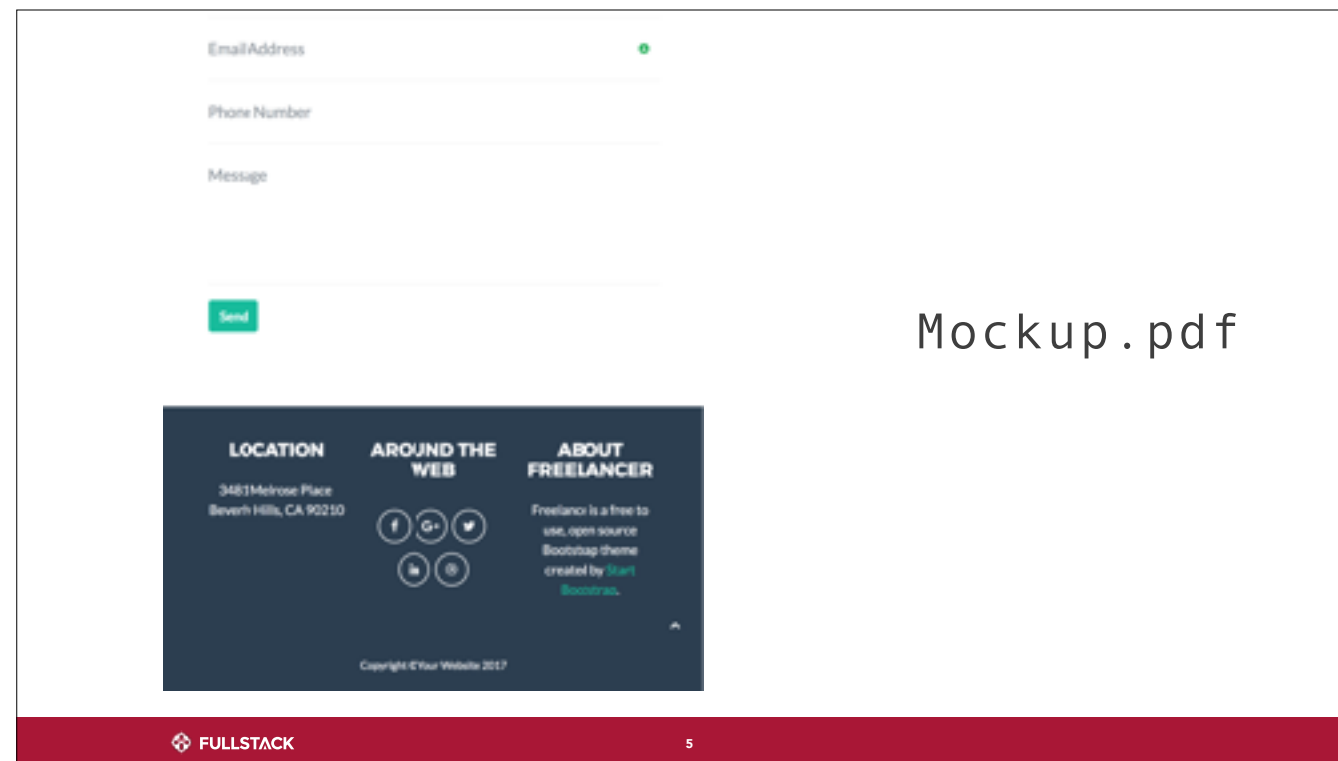 Email Address
Phone Number
Message
Send
Mockup.pdf
LOCATION
3481 Melrose Place
Beverly Hills, CA 90210
AROUND THE
WEB
f G+
in
ABOUT
FREELANCER
Freelance is a free to
use, open source
Bootstrap theme
created by Start
Bootstrap.
Copyright © Your Website 2017
FULLSTACK
5